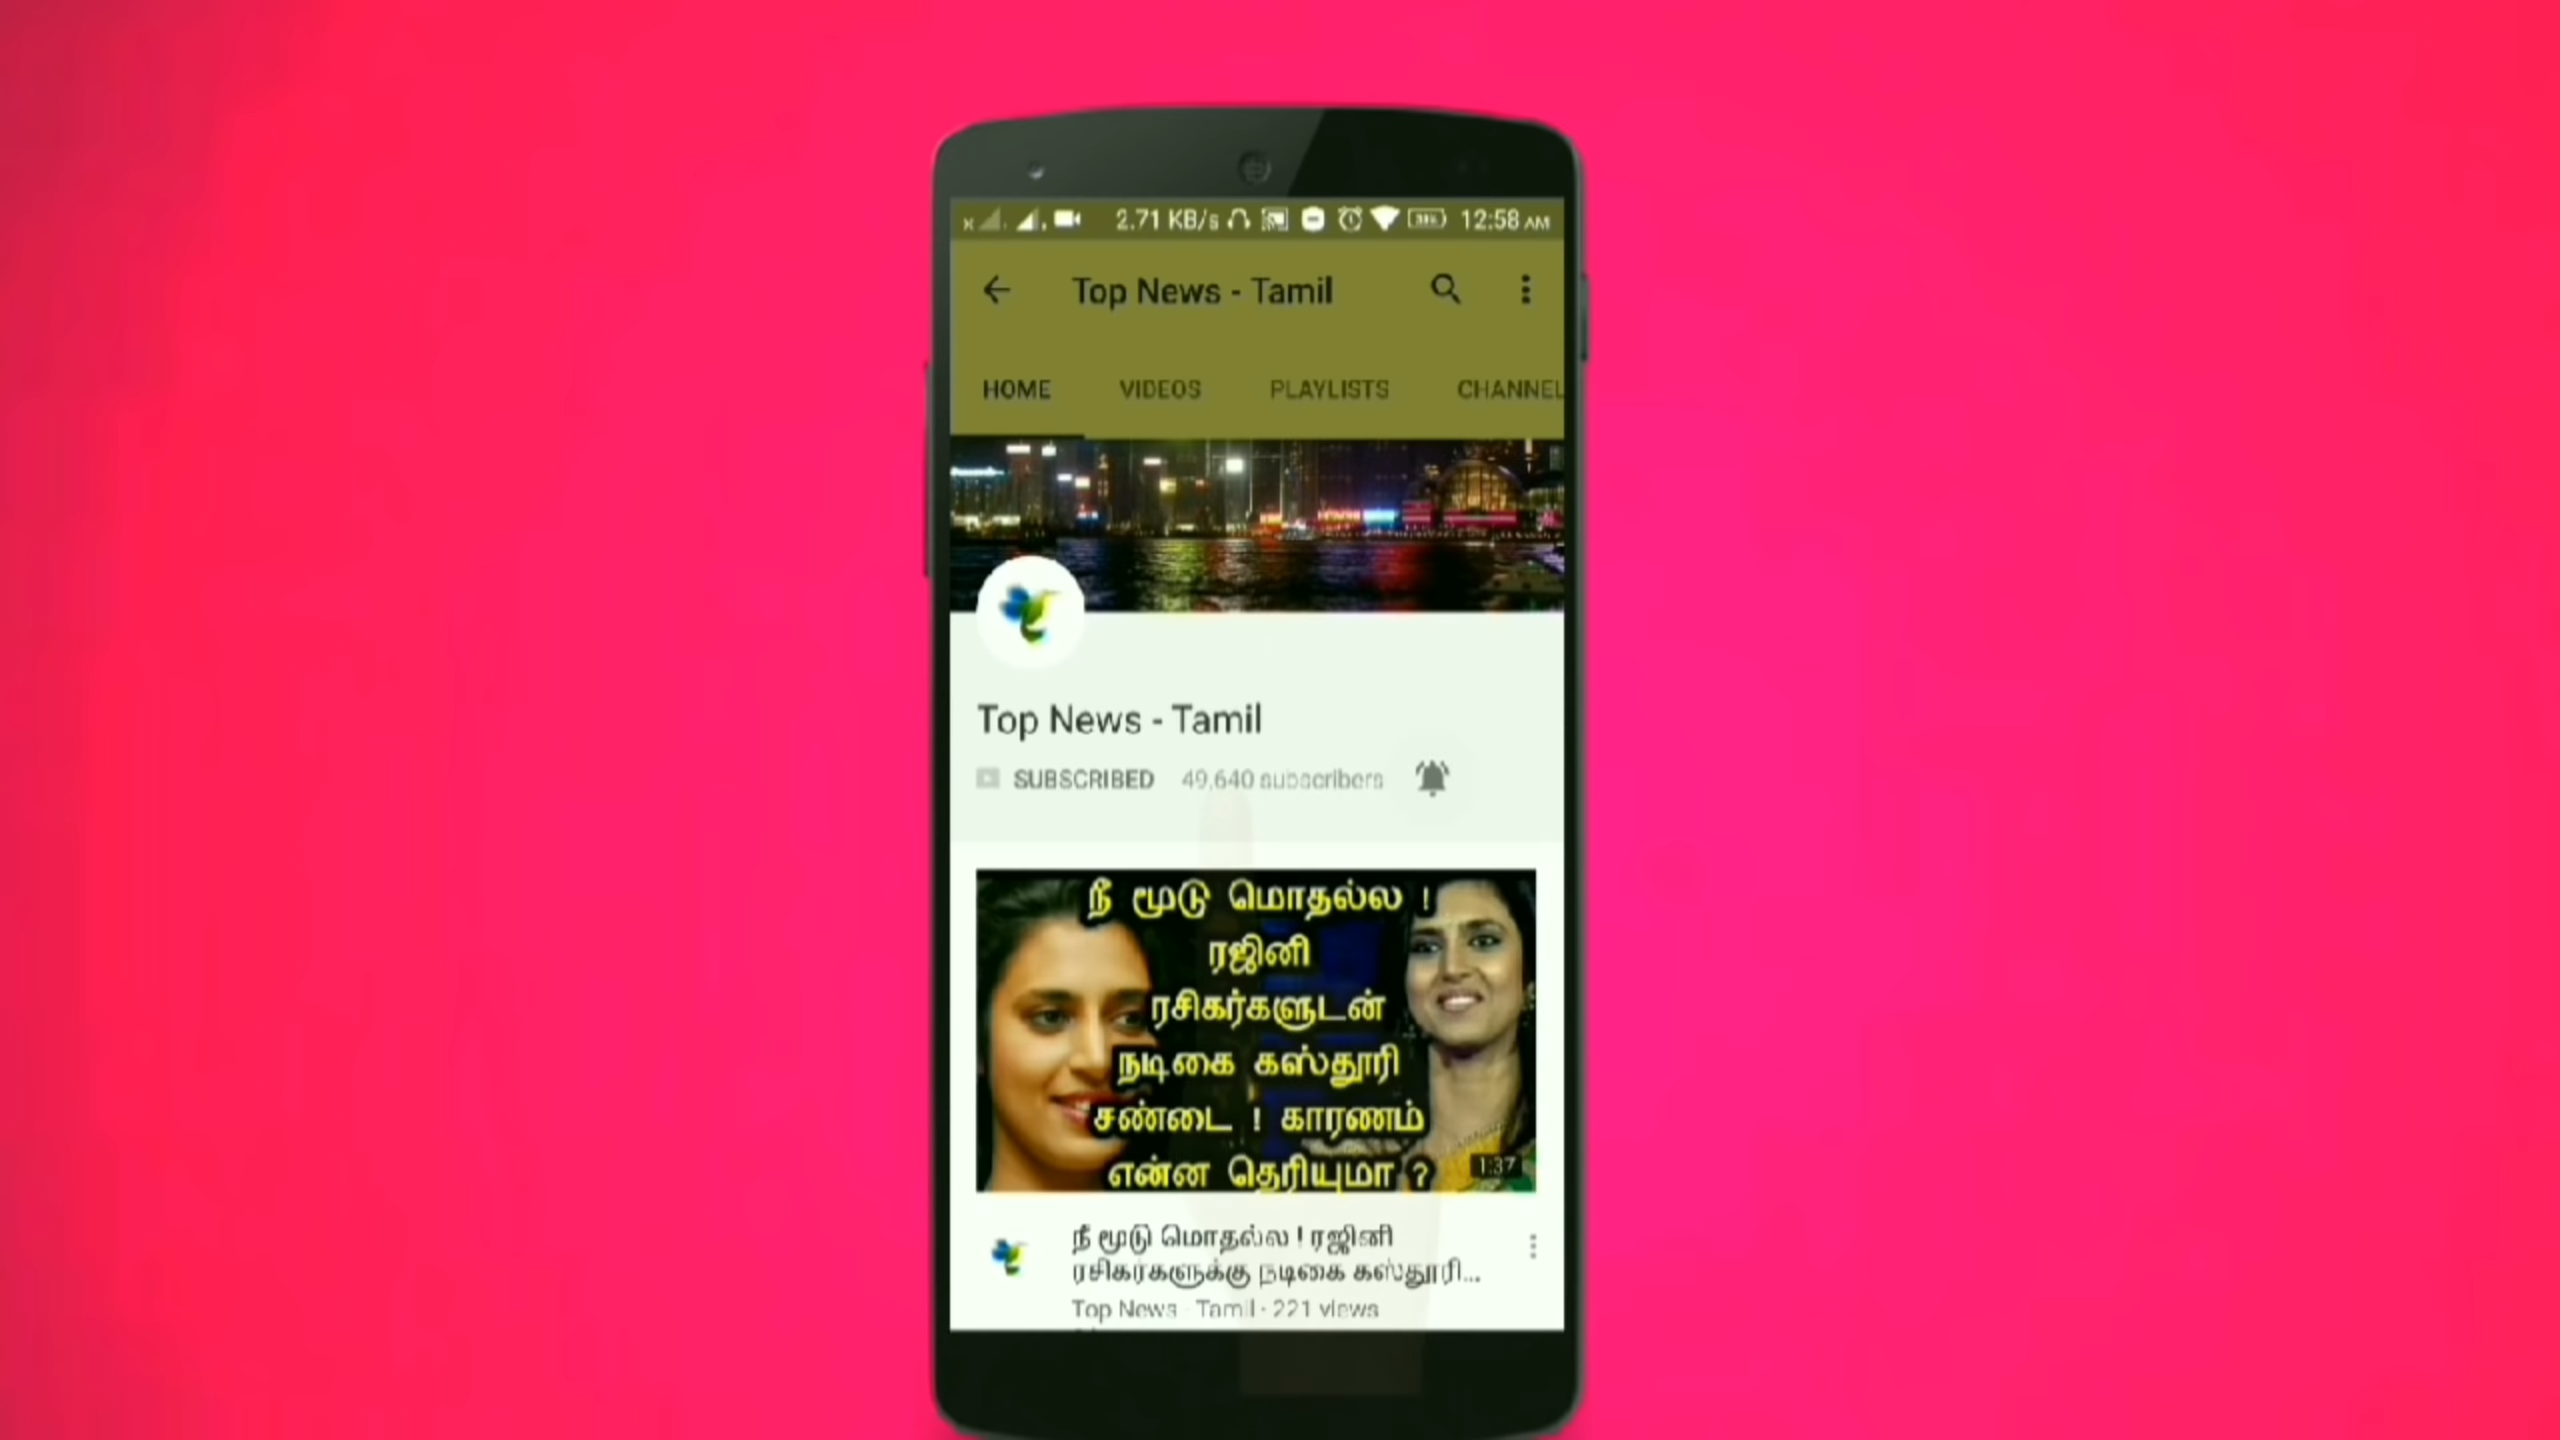 2.71 KB/s 12:58 AM
Top News - Tamil
HOME VIDEOS PLAYLISTS CHANNEL
Top News - Tamil
SUBSCRIBED 49,640 subscribers
நீ மூடு மொதல்ல !
ரஜினி
ரசிகர்களுடன்
நடிகை கஸ்தூரி
சண்டை ! காரணம்
என்ன தெரியுமா ?
1:37
நீ மூடு மொதல்ல ! ரஜினி
ரசிகர்களுக்கு நடிகை கஸ்தூரி...
Top News - Tamil · 221 views